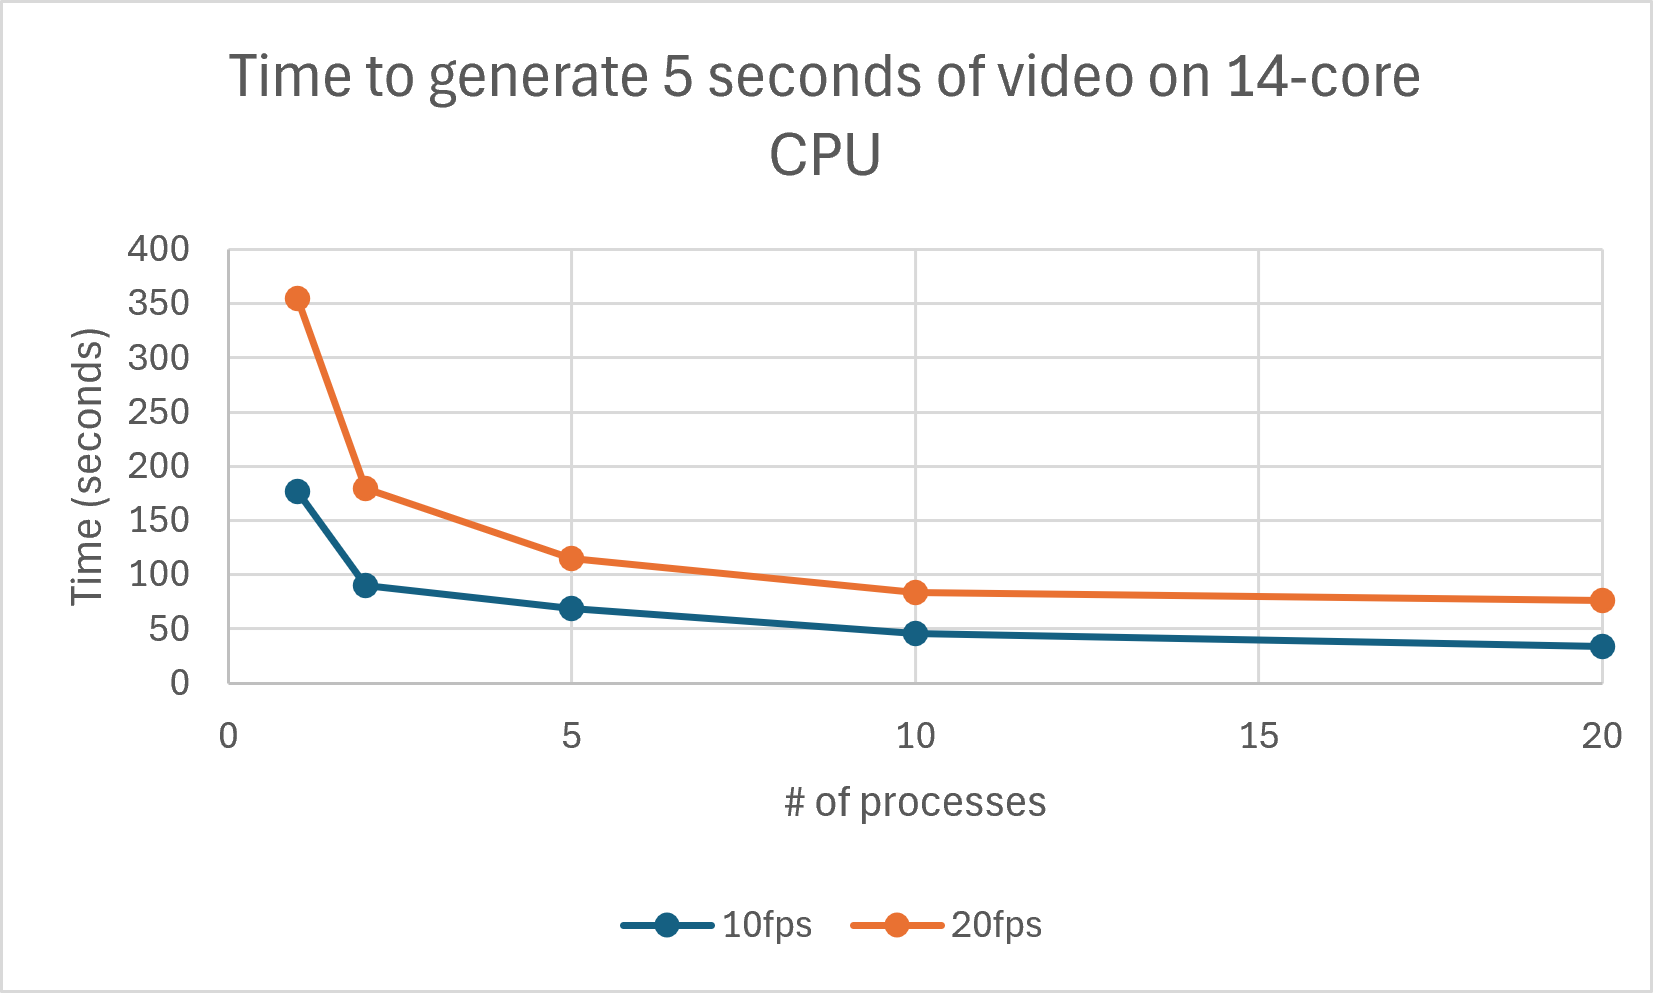 Time to generate 5 seconds of video on 14-core
CPU
400
350
300
250
200
150
100
50
0
Time (seconds)
0 5 10 15 20
# of processes
10fps 20fps